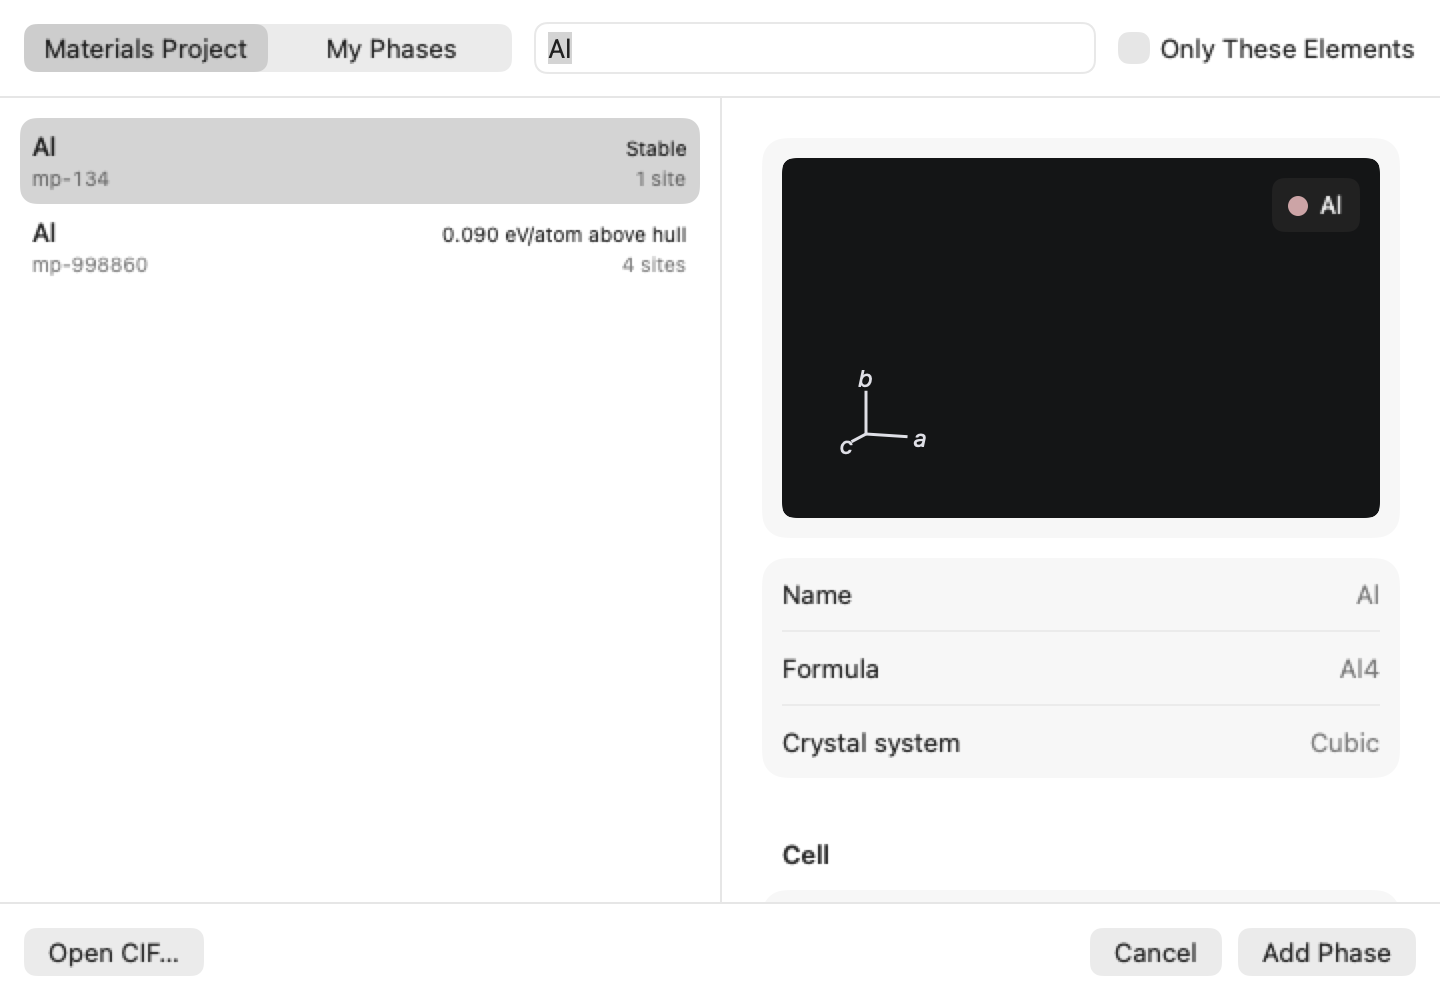 Materials Project
My Phases
Al
Only These Elements
Al
Stable
mp-134
1 site
Al
0.090 eV/atom above hull
mp-998860
4 sites
Al
b
a
c
Name
Al
Formula
Al4
Crystal system
Cubic
Cell
Open CIF...
Cancel
Add Phase